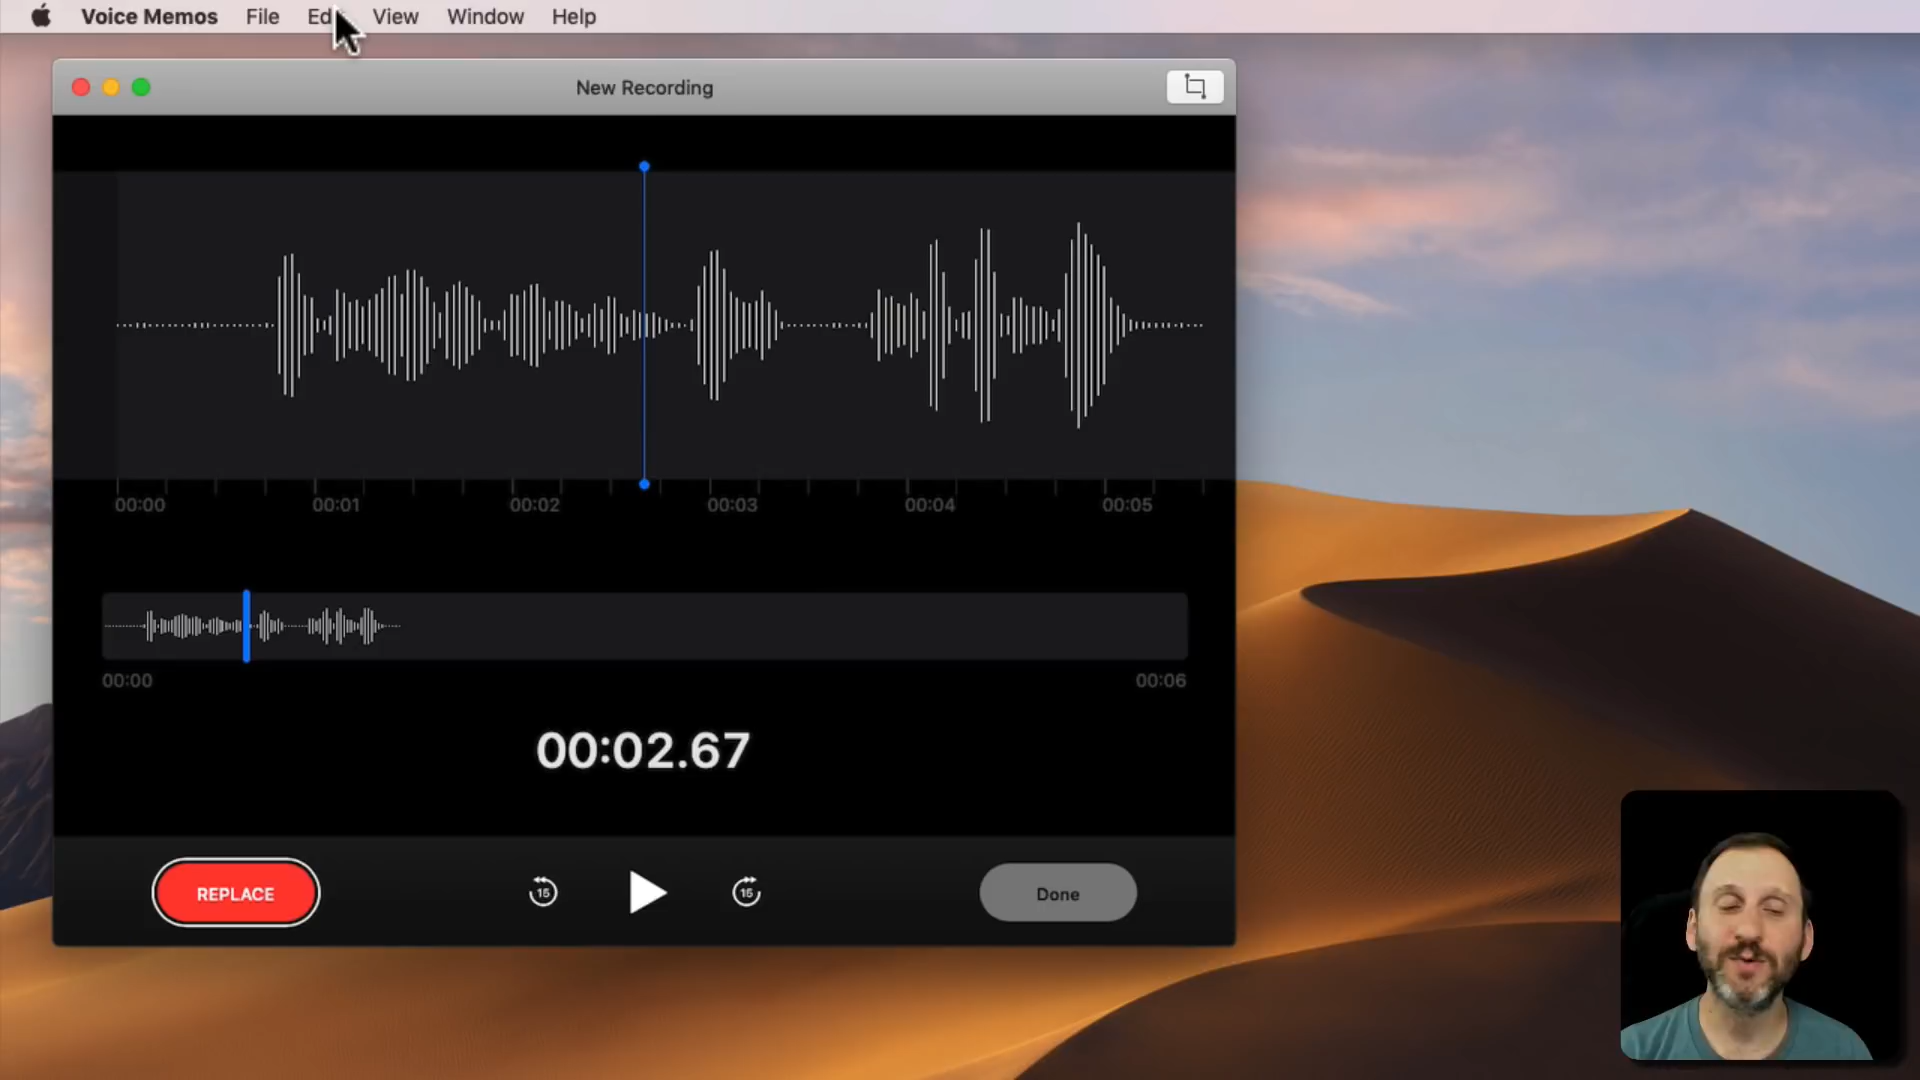 Voice Memos File Ed View Window Help
New Recording
00:00 00:01 00:02 00:03 00:04 00:05
00:00 00:06
00:02.67
REPLACE 15 15 Done